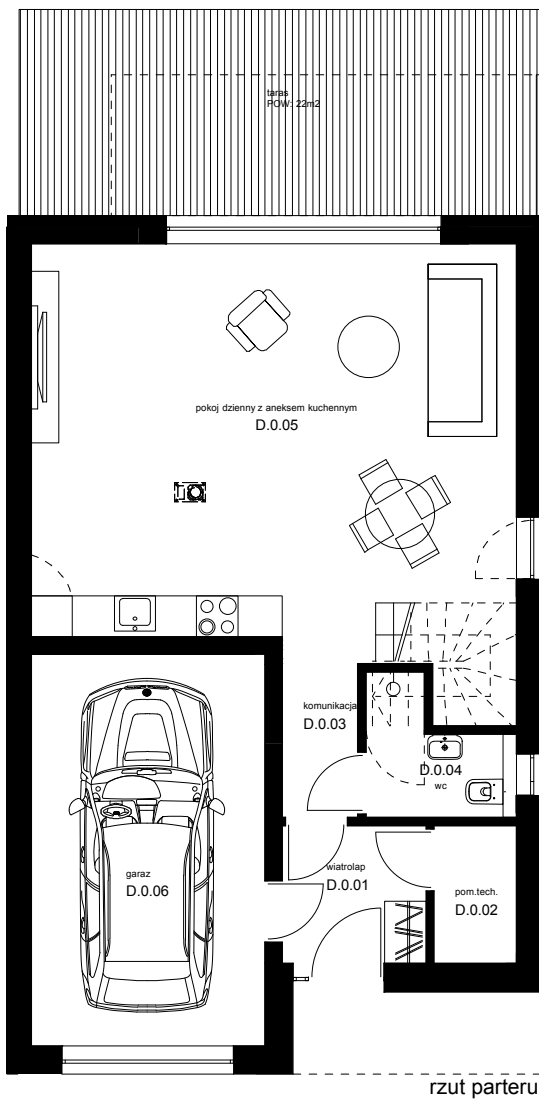 taras
POW: 22m2
pokoj dzienny z aneksem kuchennym
D.0.05
komunikacja
D.0.03
D.0.04
wc
garaz
D.0.06
wiatrolap
D.0.01
pom.tech.
D.0.02
rzut parteru